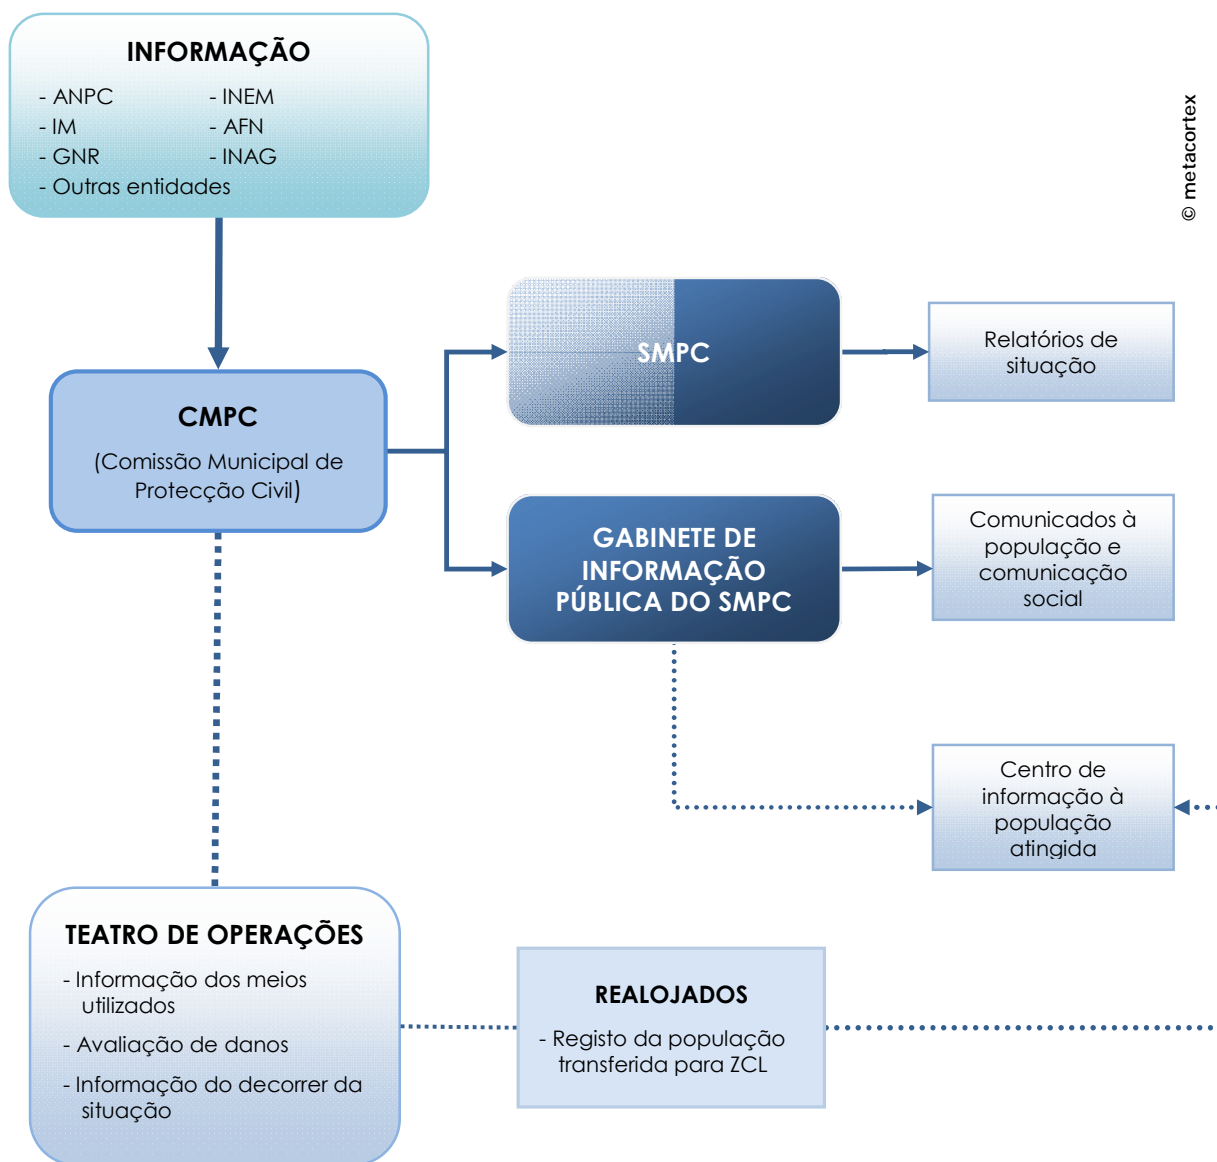 INFORMAÇÃO
- ANPC - INEM
- IM - AFN
- GNR - INAG
- Outras entidades
© metacortex
SMPC
Relatórios de
situação
CMPC
(Comissão Municipal de
Protecção Civil)
GABINETE DE
INFORMAÇÃO
PÚBLICA DO SMPC
Comunicados à
população e
comunicação
social
Centro de
informação à
população
atingida
TEATRO DE OPERAÇÕES
- Informação dos meios
utilizados
- Avaliação de danos
- Informação do decorrer da
situação
REALOJADOS
- Registo da população
transferida para ZCL